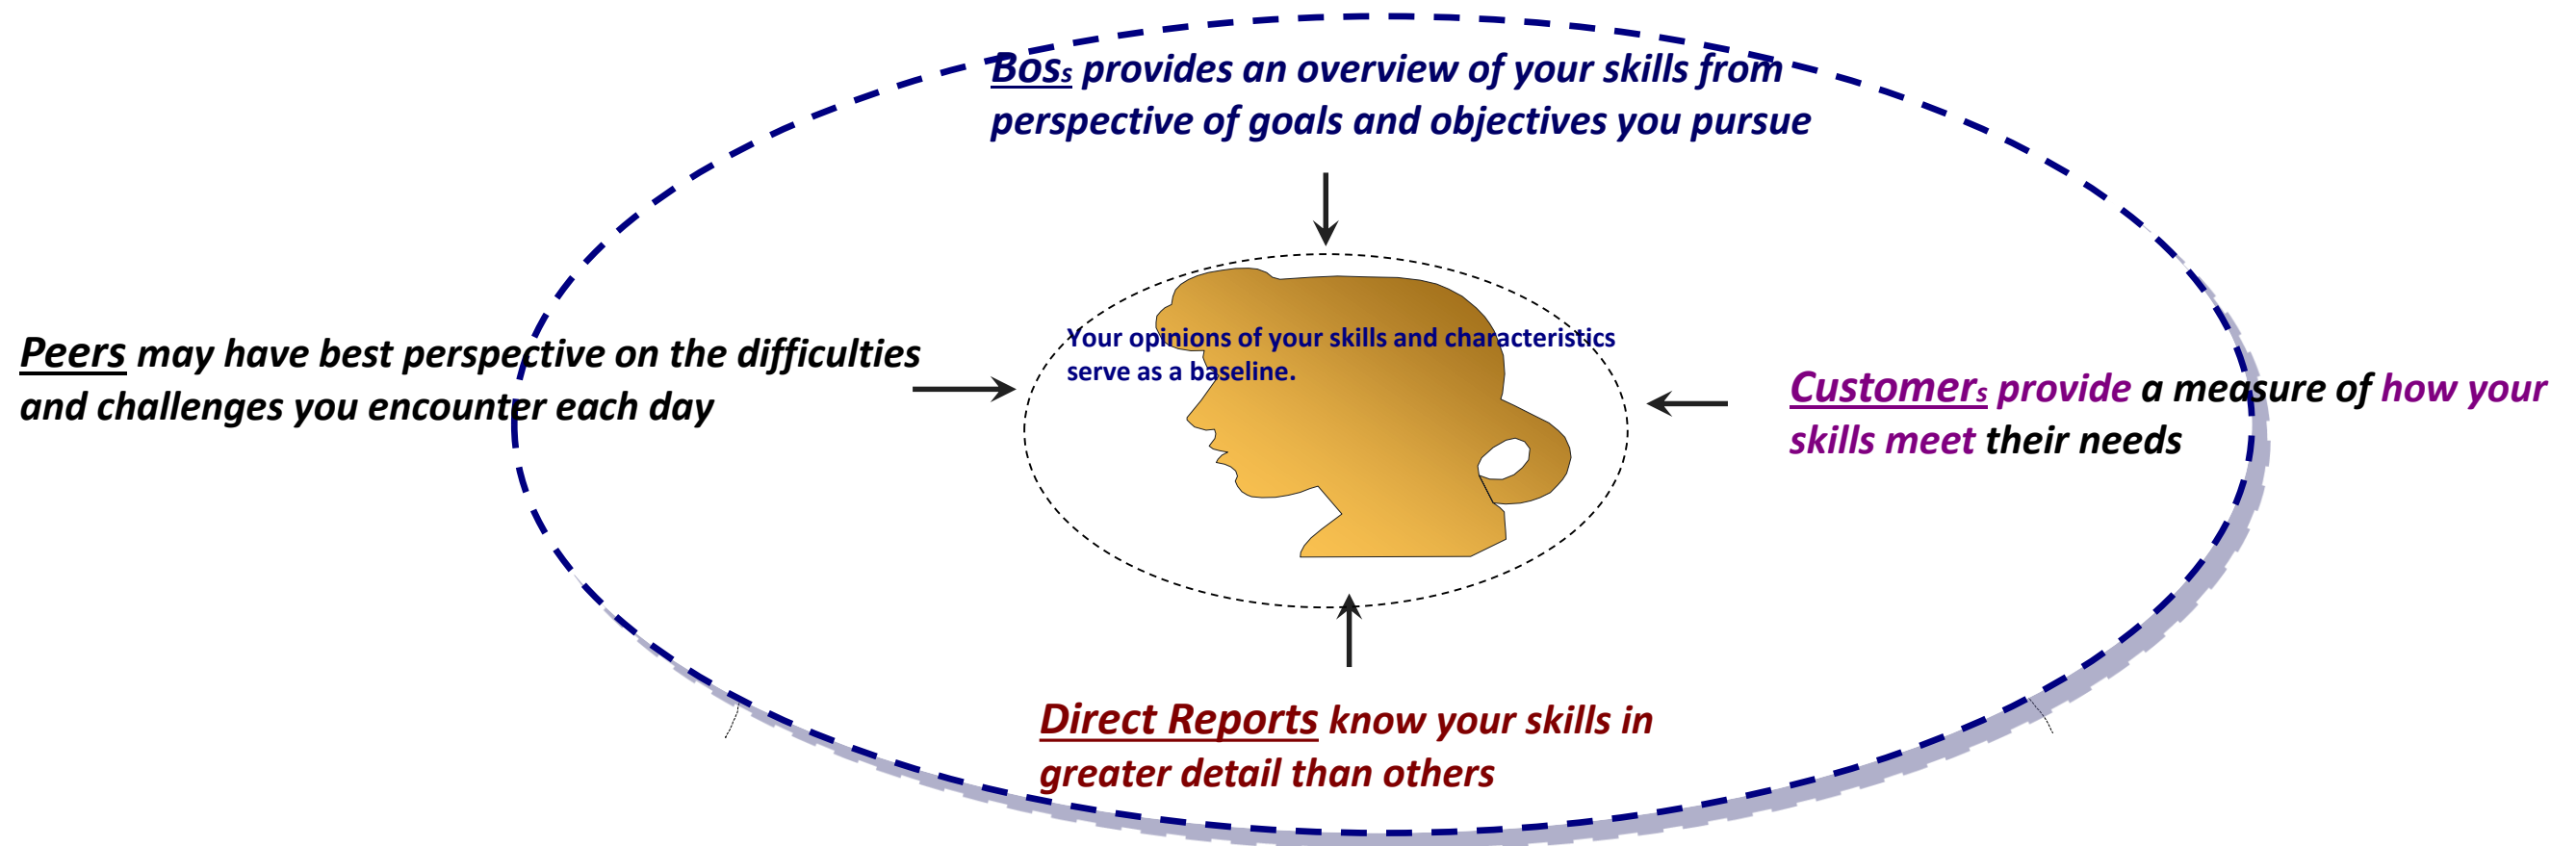 Boss provides an overview of your skills from
perspective of goals and objectives you pursue
Your opinions of your skills and characteristics
serve as a baseline.
Peers may have best perspective on the difficulties
and challenges you encounter each day
Customers provide a measure of how your
skills meet their needs
Direct Reports know your skills in
greater detail than others